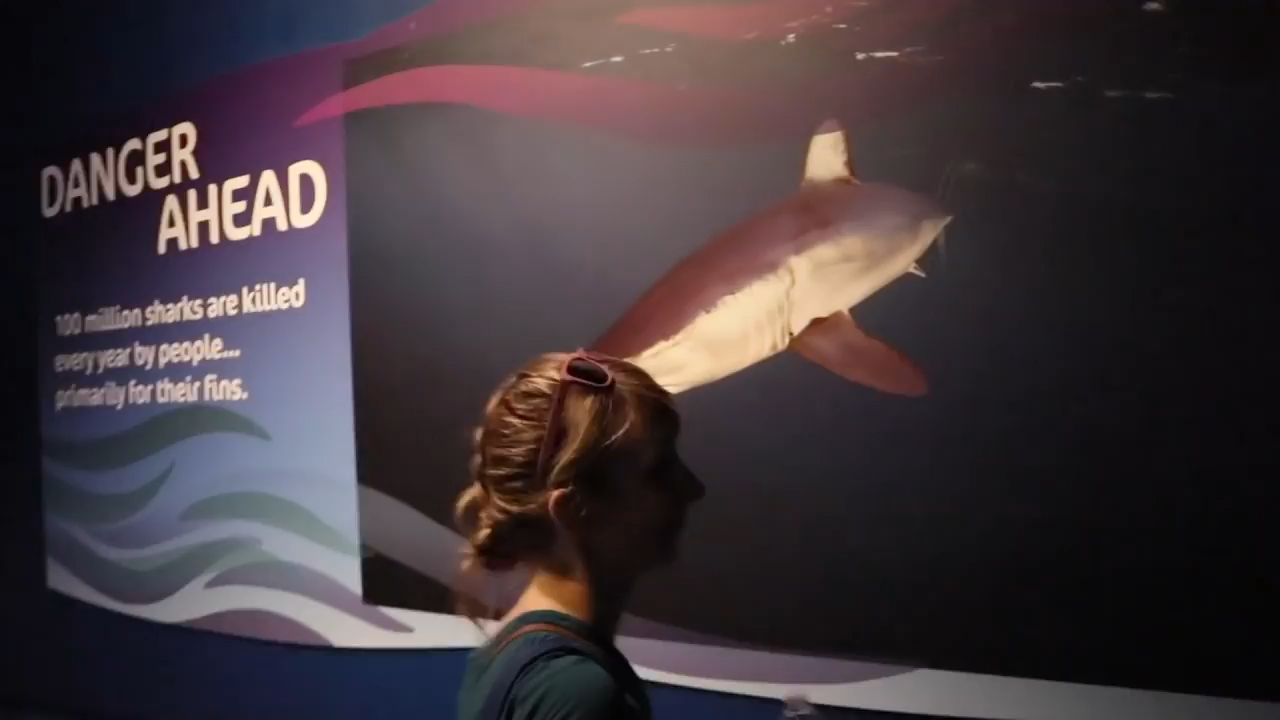 DANGER
AHEAD
100 million sharks are killed
every year by people...
primarily for their fins.